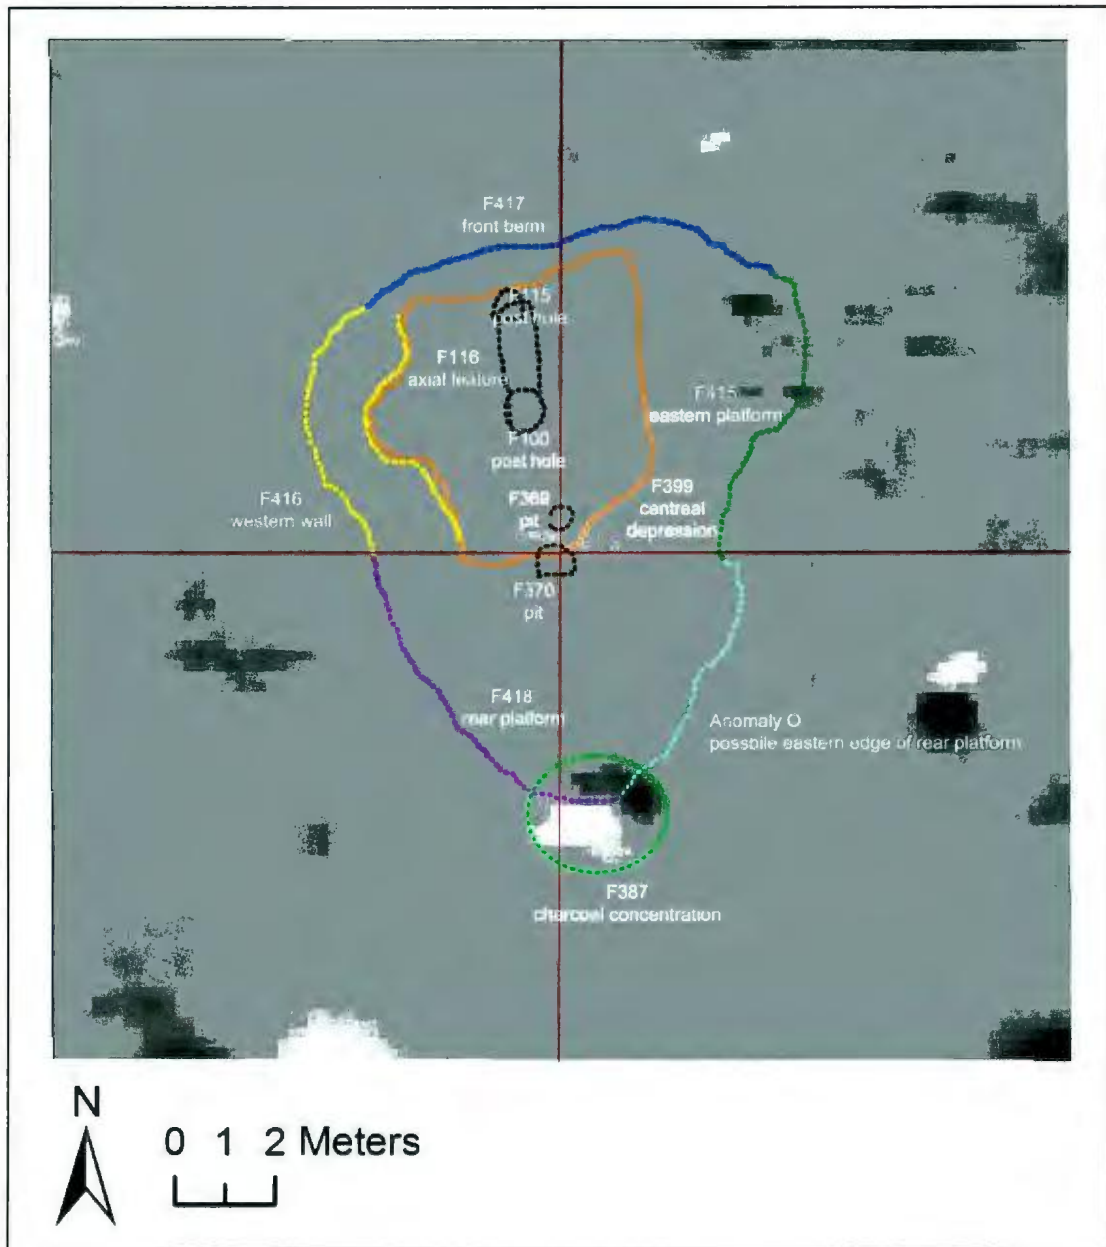 F417
front berm
F115
post hole
F116
axial feature
F415
eastern platform
F100
post hole
F416
western wall
F369
pit
F399
centreal
depression
F370
pit
F418
rear platform
Anomaly O
possbile eastern edge of rear platform
F387
charcoal concentration
N
0 1 2 Meters